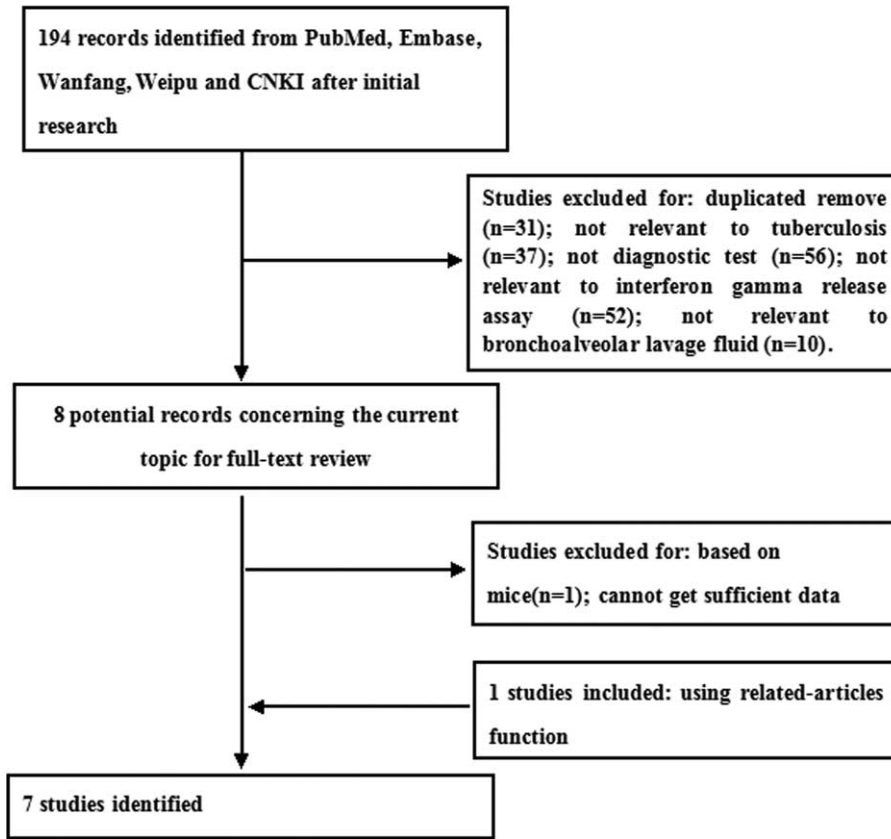 194 records identified from PubMed, Embase,
Wanfang, Weipu and CNKI after initial
research
Studies excluded for: duplicated remove
(n=31); not relevant to tuberculosis
(n=37); not diagnostic test (n=56); not
relevant to interferon gamma release
assay (n=52); not relevant to
bronchoalveolar lavage fluid (n=10).
8 potential records concerning the current
topic for full-text review
Studies excluded for: based on
mice(n=1); cannot get sufficient data
1 studies included: using related-articles
function
7 studies identified